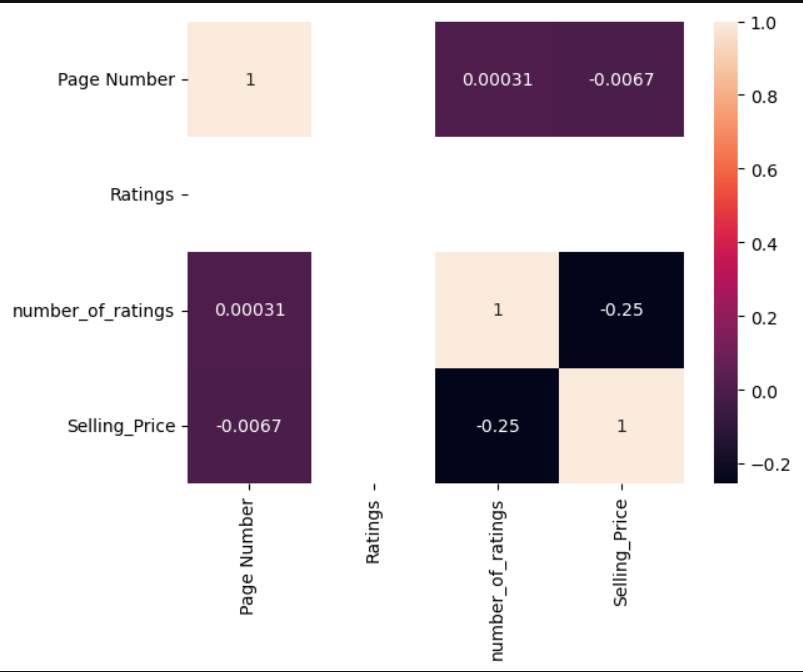 Page Number
1
0.00031
-0.0067
Ratings
number_of_ratings
0.00031
1
-0.25
Selling_Price
-0.0067
-0.25
1
Page Number
Ratings
number_of_ratings
Selling_Price
1.0
0.8
0.6
0.4
0.2
0.0
−0.2